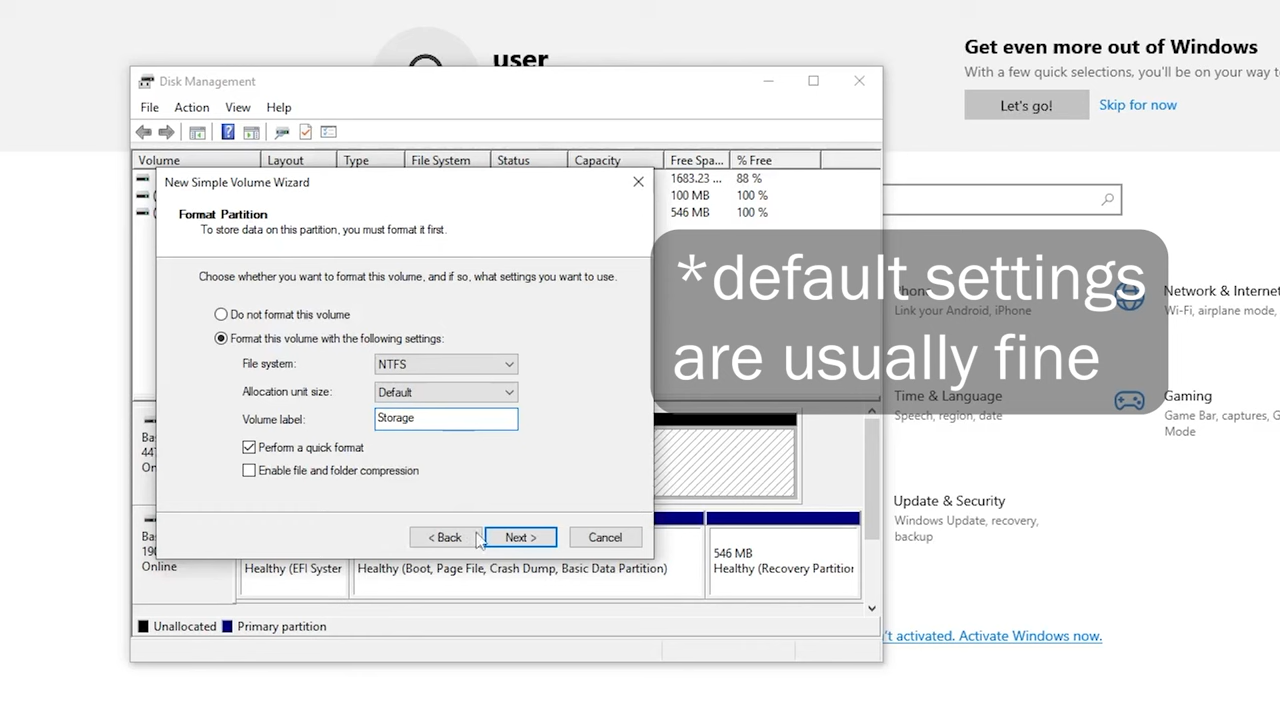 user
Get even more out of Windows
With a few quick selections, you'll be on your way to
Let's go!
Skip for now
Disk Management
File Action View Help
Volume Layout Type File System Status Capacity Free Spa... % Free
1683.23 ... 88 %
100 MB 100 %
546 MB 100 %
New Simple Volume Wizard
Format Partition
To store data on this partition, you must format it first.
Choose whether you want to format this volume, and if so, what settings you want to use.
Do not format this volume
Format this volume with the following settings:
File system: NTFS
Allocation unit size: Default
Volume label: Storage
Perform a quick format
Enable file and folder compression
< Back Next > Cancel
*default settings
are usually fine
Phone
Link your Android, iPhone
Network & Internet
Wi-Fi, airplane mode,
Time & Language
Speech, region, date
Gaming
Game Bar, captures, G
Mode
Update & Security
Windows Update, recovery,
backup
Ba
447
On
Ba
190
Online
Healthy (EFI Syster
Healthy (Boot, Page File, Crash Dump, Basic Data Partition)
546 MB
Healthy (Recovery Partitior
Unallocated Primary partition
't activated. Activate Windows now.